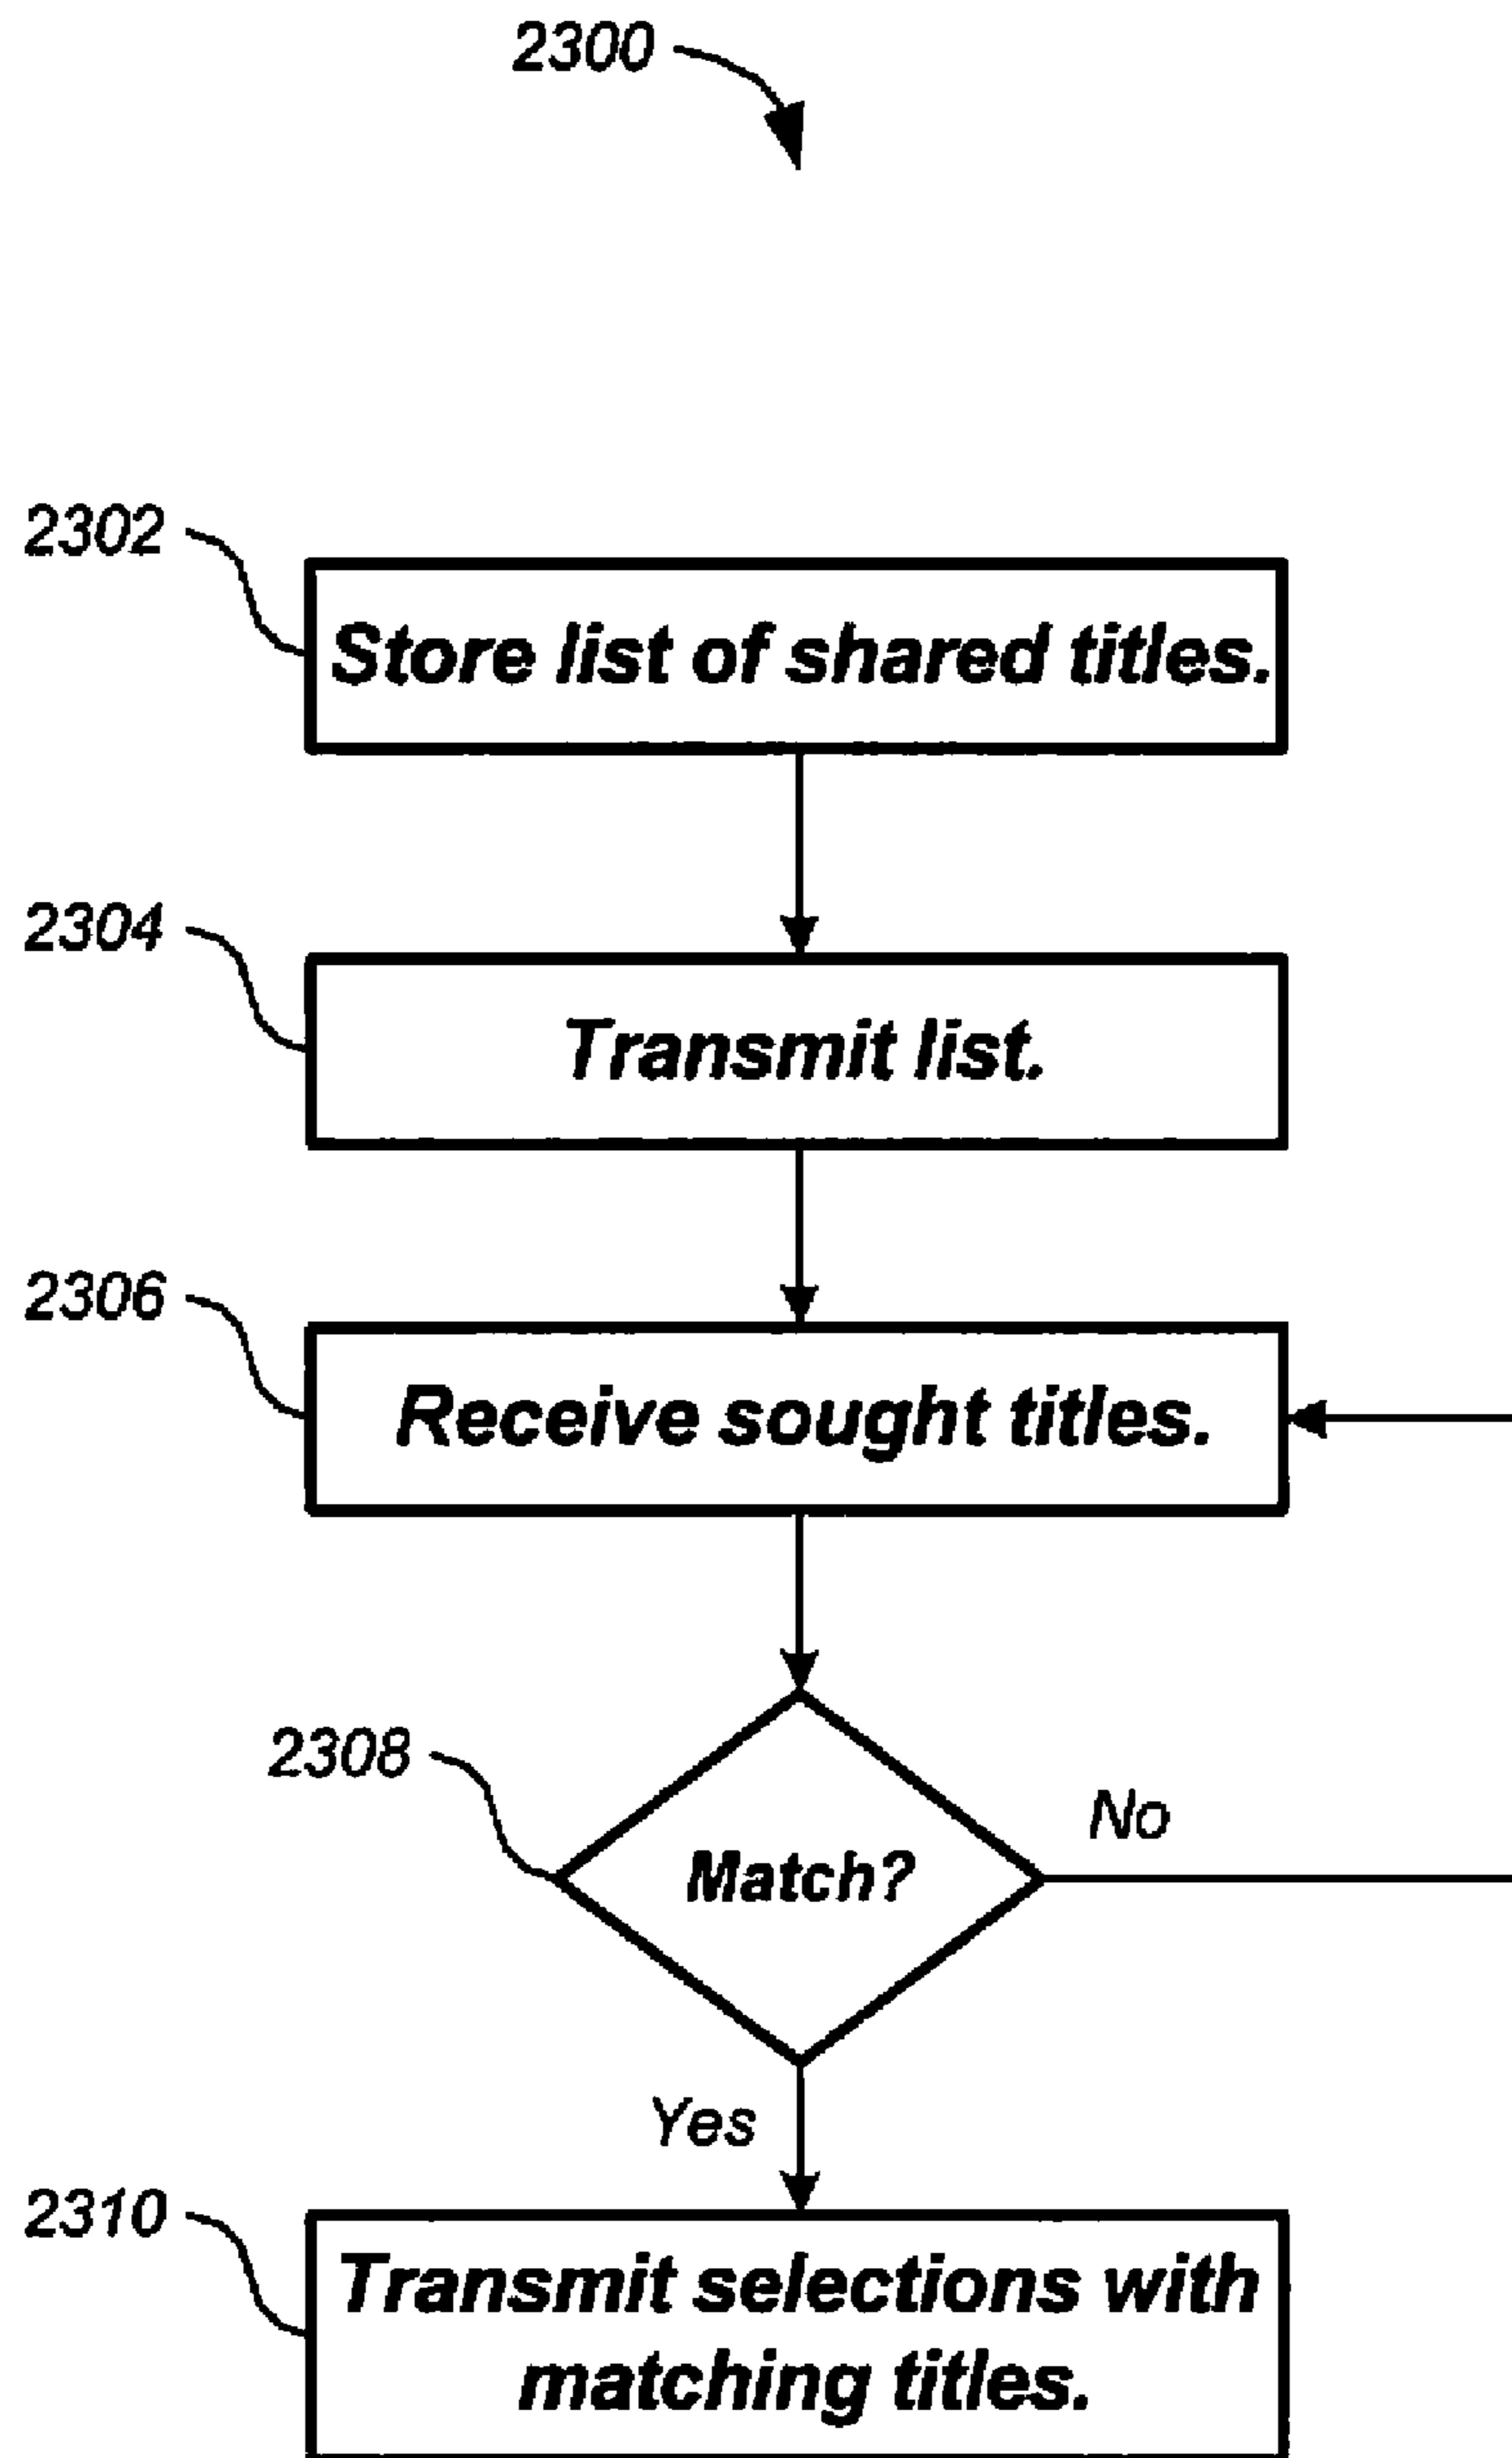 2300
2302
Store list of shared titles.
2304
Transmit list.
2306
Receive sought titles.
2308
Match?
No
Yes
2310
Transmit selections with
matching titles.